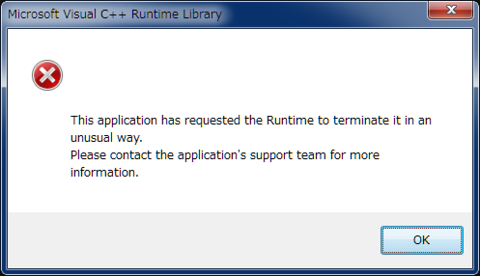 Microsoft Visual C++ Runtime Library
This application has requested the Runtime to terminate it in an
unusual way.
Please contact the application's support team for more
information.
OK